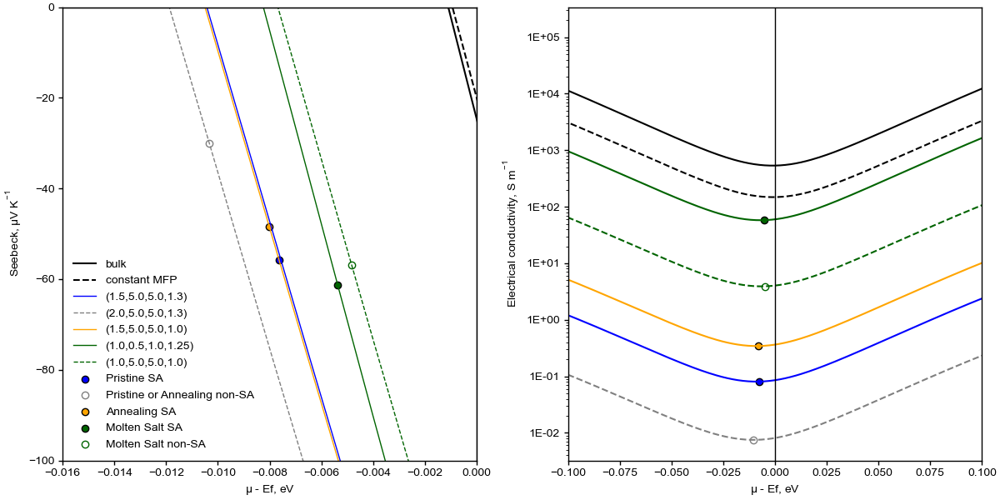 0
−20
−40
−60
−80
−100
Seebeck, μV K⁻¹
bulk
constant MFP
(1.5,5.0,5.0,1.3)
(2.0,5.0,5.0,1.3)
(1.5,5.0,5.0,1.0)
(1.0,0.5,1.0,1.25)
(1.0,5.0,5.0,1.0)
Pristine SA
Pristine or Annealing non-SA
Annealing SA
Molten Salt SA
Molten Salt non-SA
−0.016 −0.014 −0.012 −0.010 −0.008 −0.006 −0.004 −0.002 0.000
μ - Ef, eV
1E+05
1E+04
1E+03
1E+02
1E+01
1E+00
1E-01
1E-02
Electrical conductivity, S m⁻¹
−0.100 −0.075 −0.050 −0.025 0.000 0.025 0.050 0.075 0.100
μ - Ef, eV